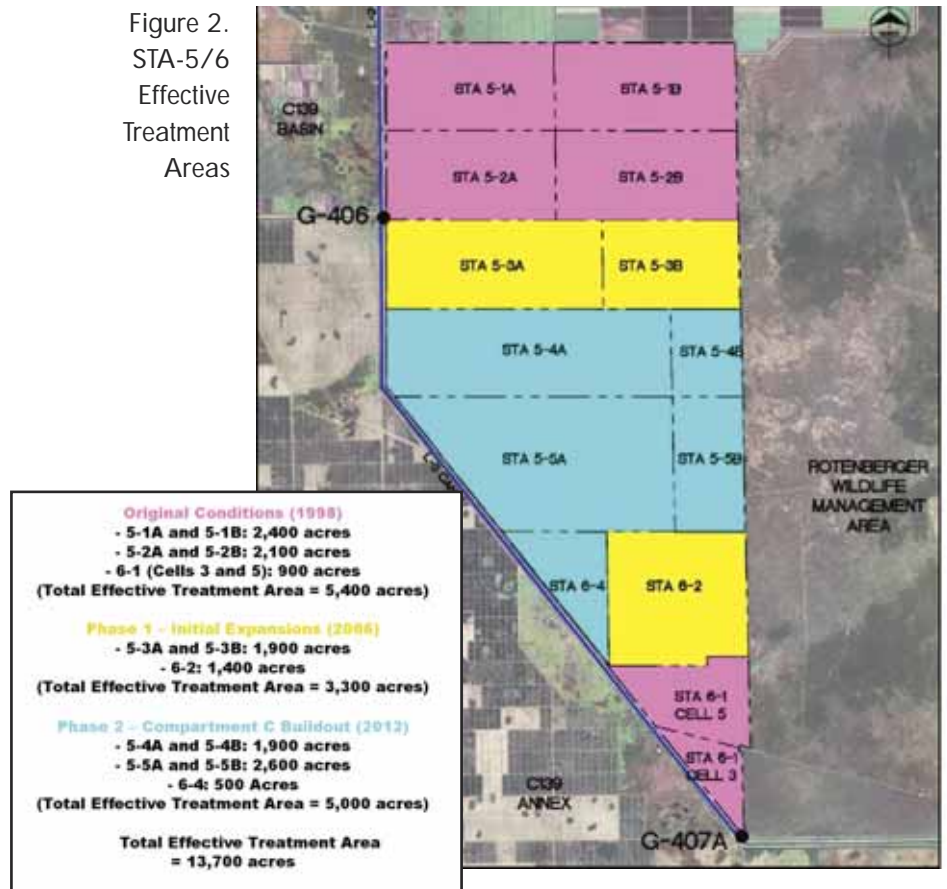 Figure 2.
STA-5/6
Effective
Treatment
Areas
L-2
C139
BASIN
STA 5-1A
STA 5-1B
STA 5-2A
STA 5-2B
G-406
STA 5-3A
STA 5-3B
STA 5-4A
STA 5-4B
STA 5-5A
STA 5-5B
L-3
ROTENBERGER
WILDLIFE
MANAGEMENT
AREA
STA 6-4
STA 6-2
STA 6-1
CELL 5
STA 6-1
CELL 3
C139
ANNEX
G-407A
Original Conditions (1998)
- 5-1A and 5-1B: 2,400 acres
- 5-2A and 5-2B: 2,100 acres
- 6-1 (Cells 3 and 5): 900 acres
(Total Effective Treatment Area = 5,400 acres)
Phase 1 - Initial Expansions (2006)
- 5-3A and 5-3B: 1,900 acres
- 6-2: 1,400 acres
(Total Effective Treatment Area = 3,300 acres)
Phase 2 - Compartment C Buildout (2012)
- 5-4A and 5-4B: 1,900 acres
- 5-5A and 5-5B: 2,600 acres
- 6-4: 500 Acres
(Total Effective Treatment Area = 5,000 acres)
Total Effective Treatment Area
= 13,700 acres